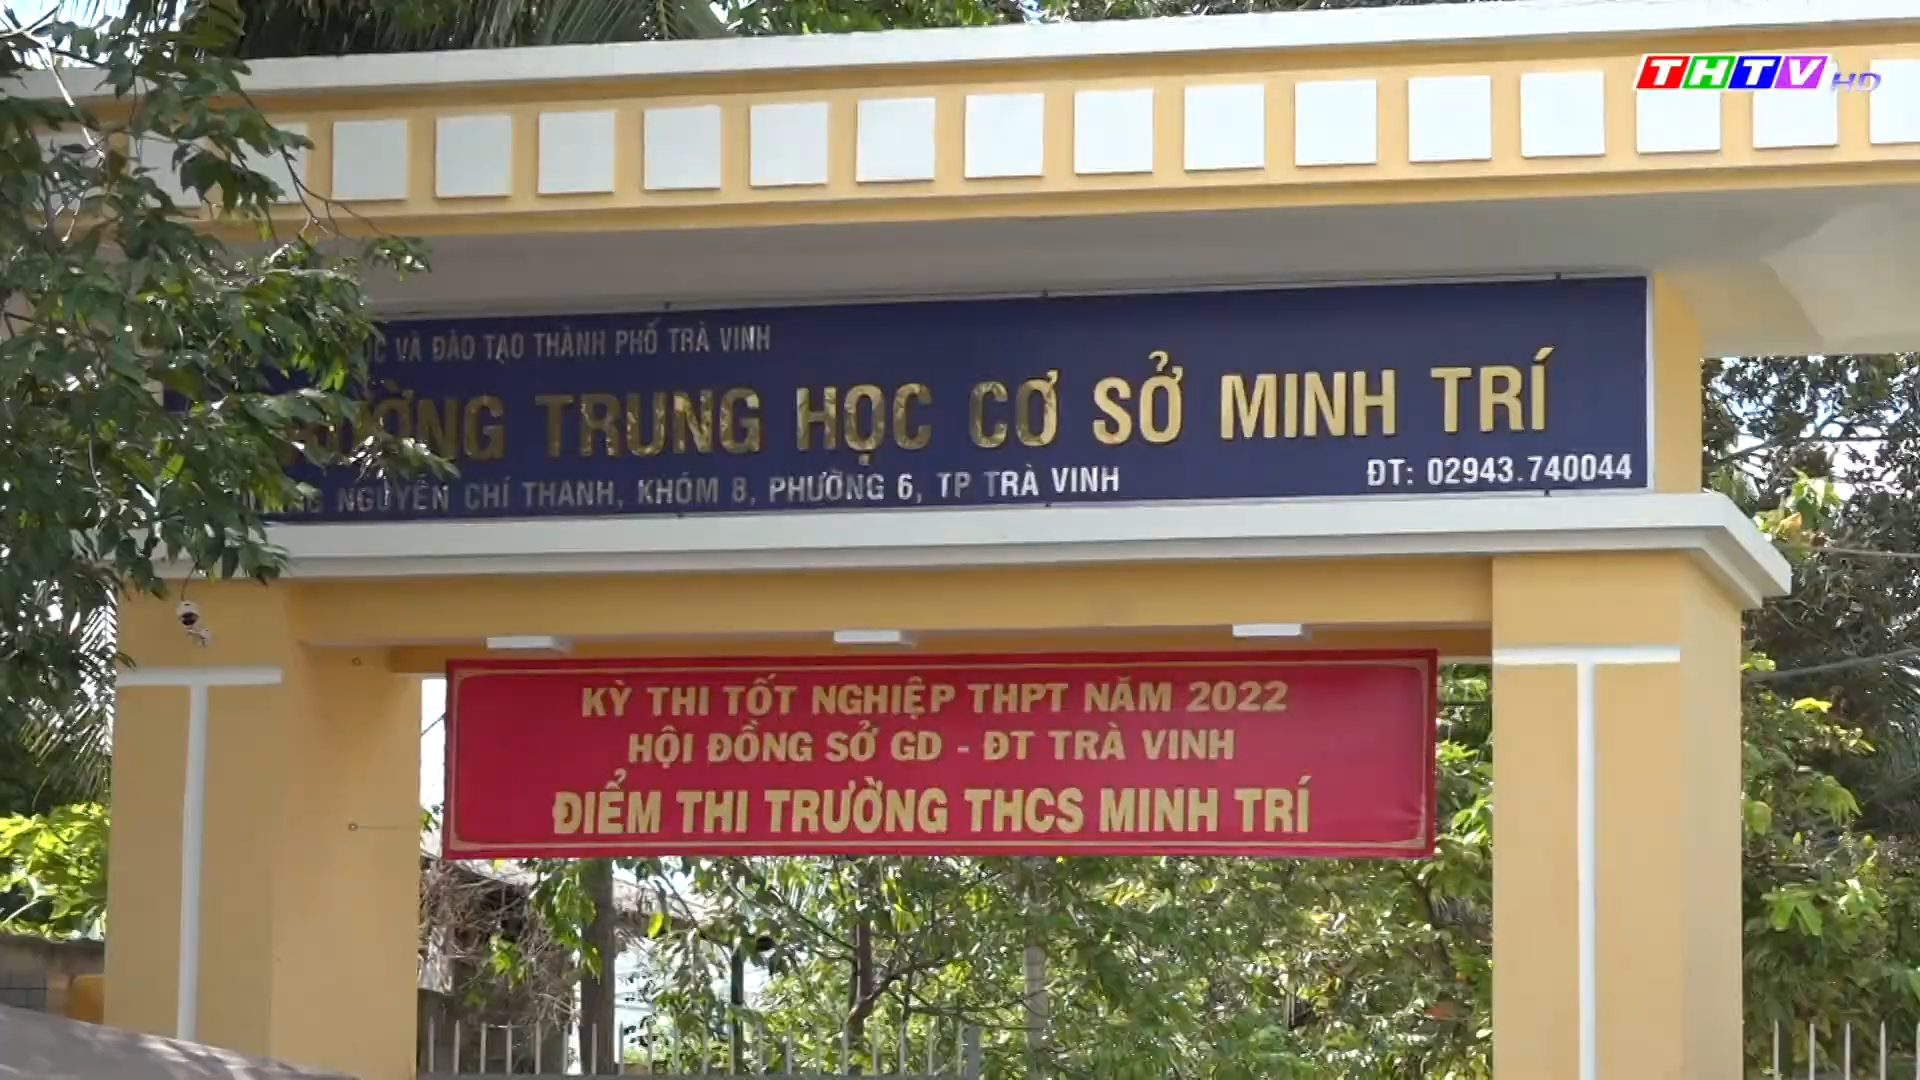 THTV HD
VÀ ĐÀO TẠO THÀNH PHỐ TRÀ VINH
TRƯỜNG TRUNG HỌC CƠ SỞ MINH TRÍ
NGUYỄN CHÍ THANH, KHÓM 8, PHƯỜNG 6, TP TRÀ VINH
ĐT: 02943.740044
KỲ THI TỐT NGHIỆP THPT NĂM 2022
HỘI ĐỒNG SỞ GD - ĐT TRÀ VINH
ĐIỂM THI TRƯỜNG THCS MINH TRÍ